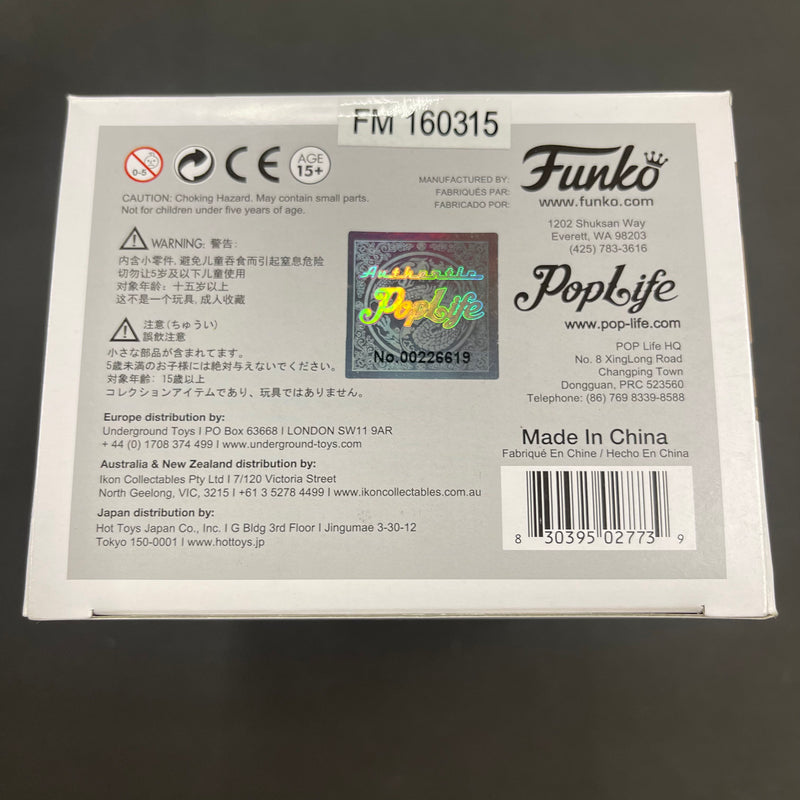 FM 160315
0-5
CE
AGE
15+
CAUTION: Choking Hazard. May contain small parts.
Not for children under five years of age.
MANUFACTURED BY:
FABRIQUÉS PAR:
FABRICADO POR:
Funko
www.funko.com
1202 Shuksan Way
Everett, WA 98203
(425) 783-3616
WARNING: 警告:
内含小零件, 避免儿童吞食而引起窒息危险
切勿让5岁及以下儿童使用
对象年龄: 十五岁以上
这不是一个玩具, 成人收藏
注意(ちゅうい)
誤飲注意
小さな部品が含まれてます。
5歳未満のお子様には絶対与えないでください。
対象年齢: 15歳以上
コレクションアイテムであり、玩具ではありません。
Authentic
PopLife
No.00226619
PopLife
www.pop-life.com
POP Life HQ
No. 8 XingLong Road
Changping Town
Dongguan, PRC 523560
Telephone: (86) 769 8339-8588
Europe distribution by:
Underground Toys I PO Box 63668 I LONDON SW11 9AR
+ 44 (0) 1708 374 499 I www.underground-toys.com
Australia & New Zealand distribution by:
Ikon Collectables Pty Ltd I 7/120 Victoria Street
North Geelong, VIC, 3215 I +61 3 5278 4499 I www.ikoncollectables.com.au
Japan distribution by:
Hot Toys Japan Co., Inc. I G Bldg 3rd Floor I Jingumae 3-30-12
Tokyo 150-0001 I www.hottoys.jp
Made In China
Fabriqué En Chine / Hecho En China
8 30395 02773 9